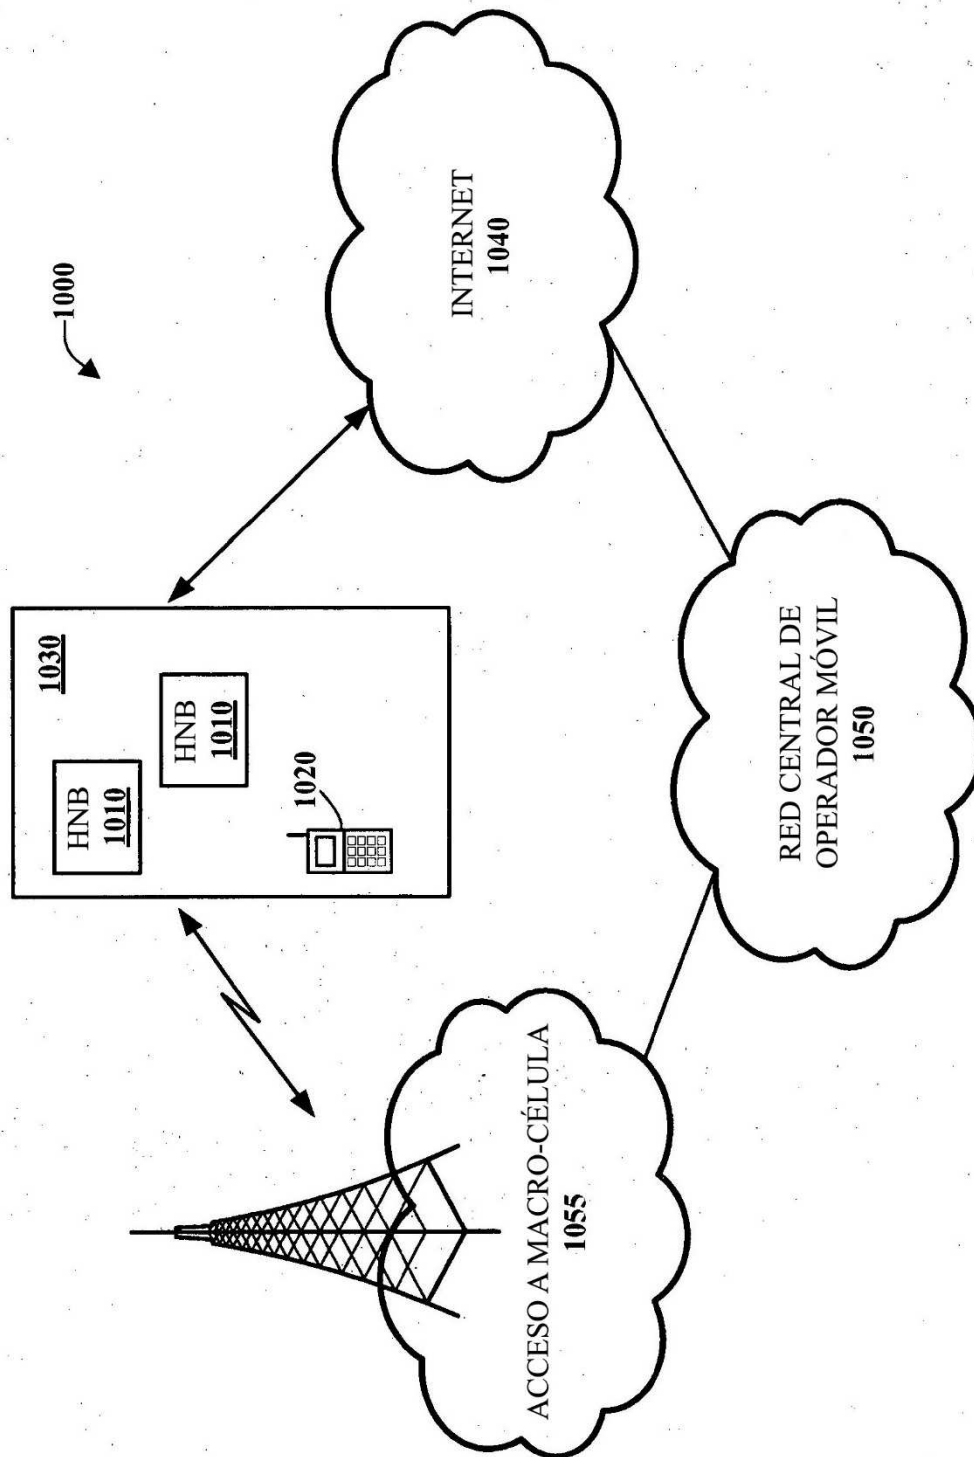 1000
1030
HNB
1010
HNB
1010
1020
INTERNET
1040
ACCESO A MACRO-CÉLULA
1055
RED CENTRAL DE
OPERADOR MÓVIL
1050